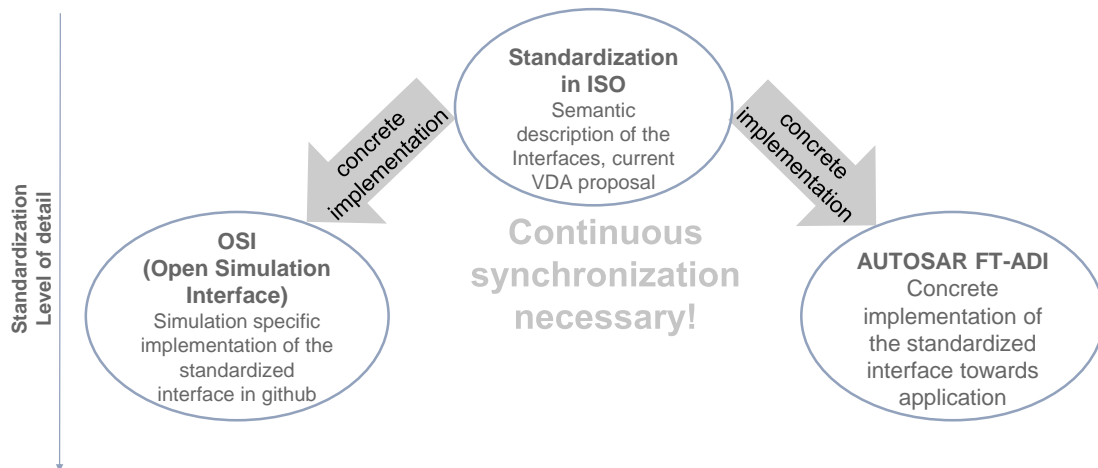 Standardization
in ISO
Semantic
description of the
Interfaces, current
VDA proposal
concrete
implementation
concrete
implementation
Standardization
Level of detail
OSI
(Open Simulation
Interface)
Simulation specific
implementation of the
standardized
interface in github
Continuous
synchronization
necessary!
AUTOSAR FT-ADI
Concrete
implementation of
the standardized
interface towards
application